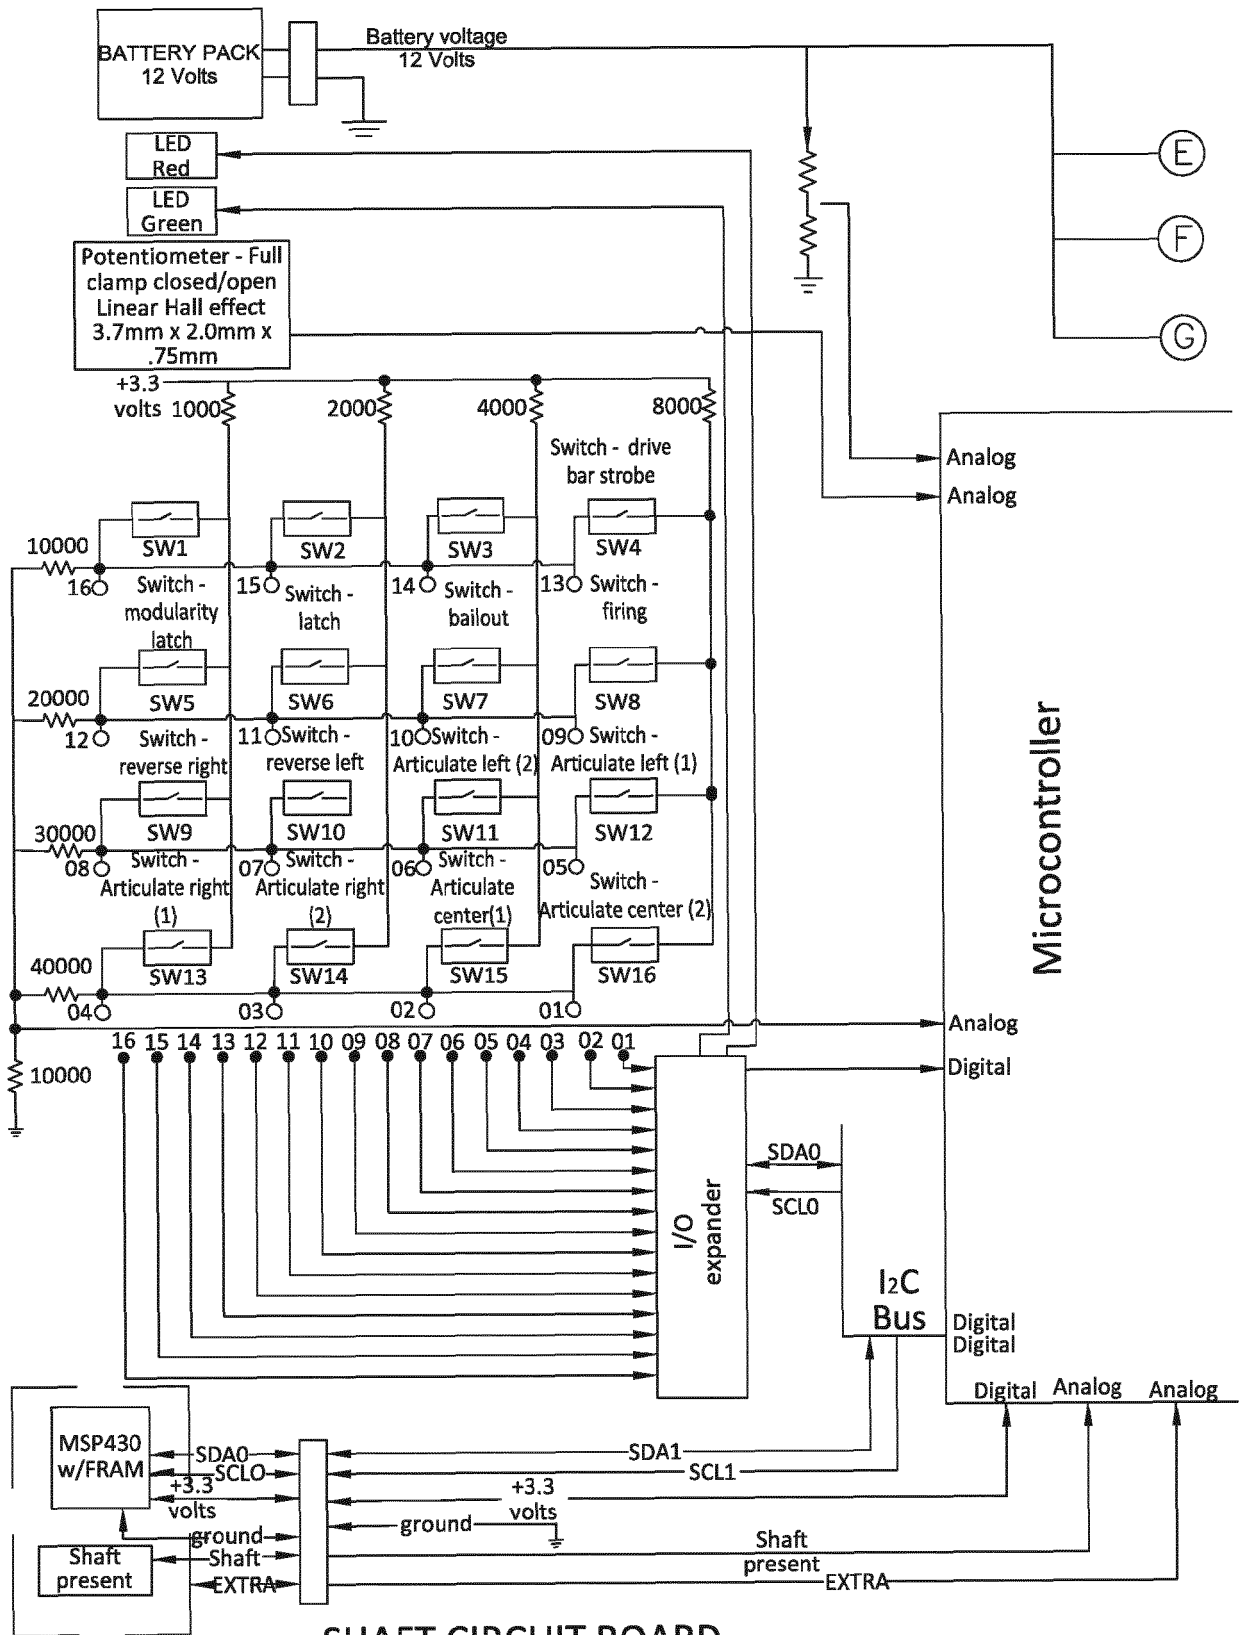 BATTERY PACK
12 Volts
Battery voltage
12 Volts
LED
Red
LED
Green
E
F
G
Potentiometer - Full
clamp closed/open
Linear Hall effect
3.7mm x 2.0mm x
.75mm
+3.3
volts
1000
2000
4000
8000
Switch - drive
bar strobe
Analog
Analog
10000
SW1
SW2
SW3
SW4
16
15
14
13
Switch -
modularity
latch
Switch -
latch
Switch -
bailout
Switch -
firing
20000
SW5
SW6
SW7
SW8
12
11
10
09
Switch -
reverse right
Switch -
reverse left
Switch -
Articulate left (2)
Switch -
Articulate left (1)
Microcontroller
30000
SW9
SW10
SW11
SW12
08
07
06
05
Switch -
Articulate right
(1)
Switch -
Articulate right
(2)
Switch -
Articulate
center(1)
Switch -
Articulate center (2)
40000
SW13
SW14
SW15
SW16
04
03
02
01
Analog
16 15 14 13 12 11 10 09 08 07 06 05 04 03 02 01
10000
Digital
SDA0
SCL0
I/O
expander
I2C
Bus
Digital
Digital
Digital
Analog
Analog
MSP430
w/FRAM
SDA0
SCLO
+3.3
volts
ground
Shaft
present
Shaft
EXTRA
SDA1
SCL1
+3.3
volts
ground
Shaft
present
EXTRA
SHAFT CIRCUIT BOARD